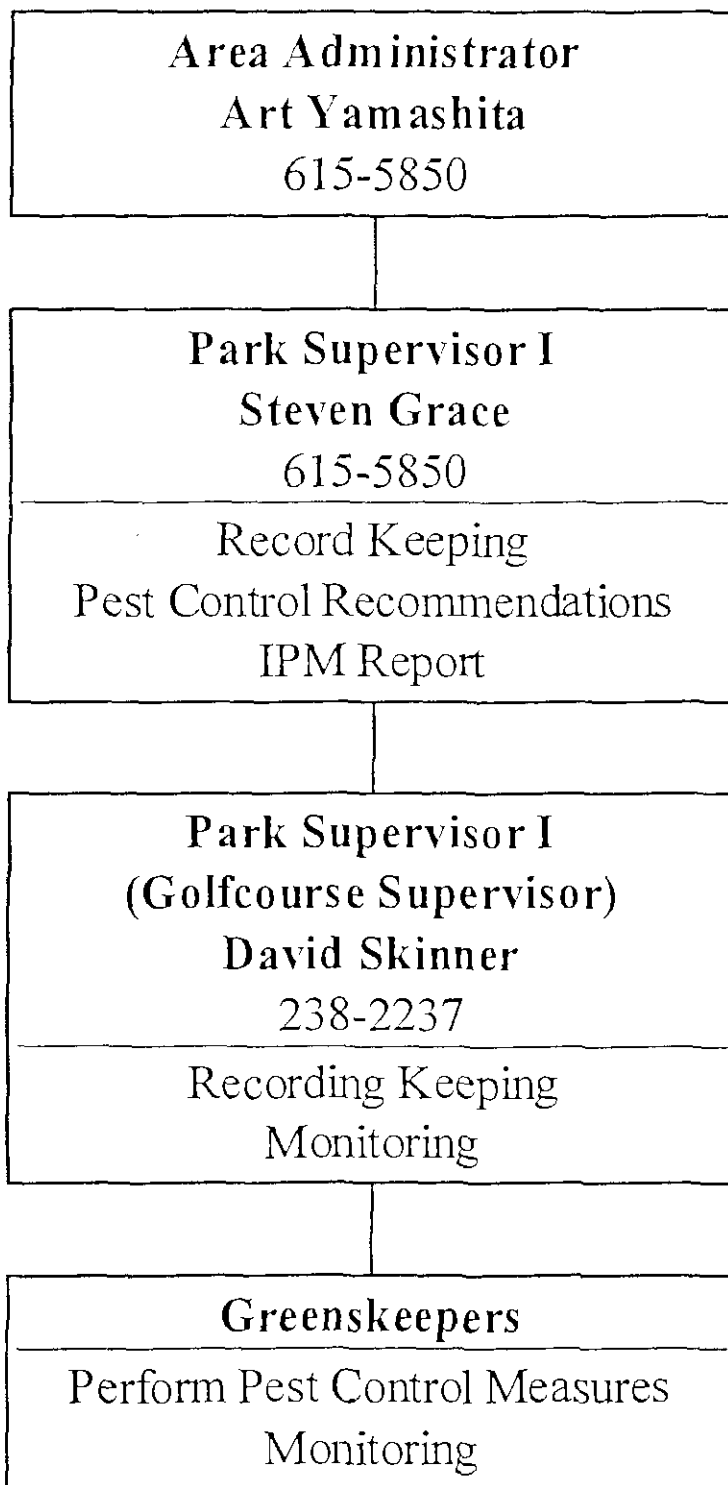 Area Administrator
Art Yamashita
615-5850
Park Supervisor I
Steven Grace
615-5850
Record Keeping
Pest Control Recommendations
IPM Report
Park Supervisor I
(Golfcourse Supervisor)
David Skinner
238-2237
Recording Keeping
Monitoring
Greenskeepers
Perform Pest Control Measures
Monitoring